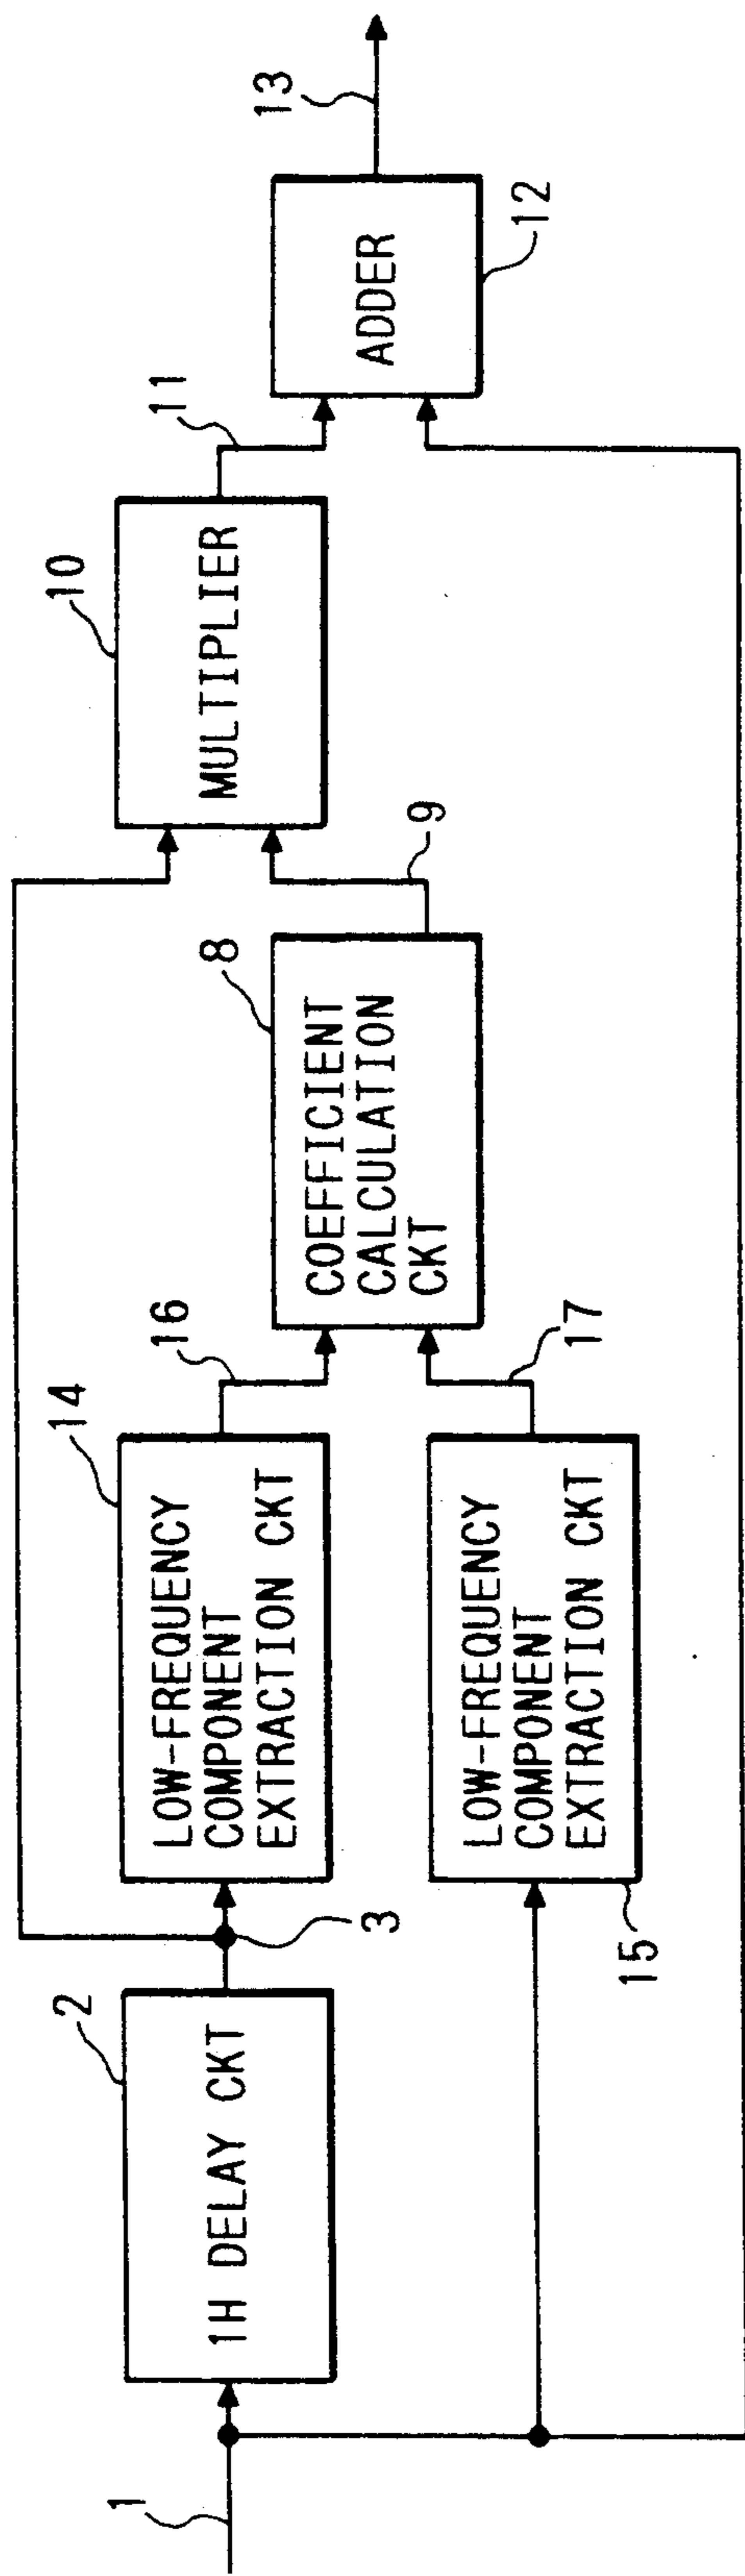 1
2
1H DELAY CKT
3
14
LOW-FREQUENCY
COMPONENT
EXTRACTION CKT
16
15
LOW-FREQUENCY
COMPONENT
EXTRACTION CKT
17
8
COEFFICIENT
CALCULATION
CKT
9
10
MULTIPLIER
11
ADDER
12
13